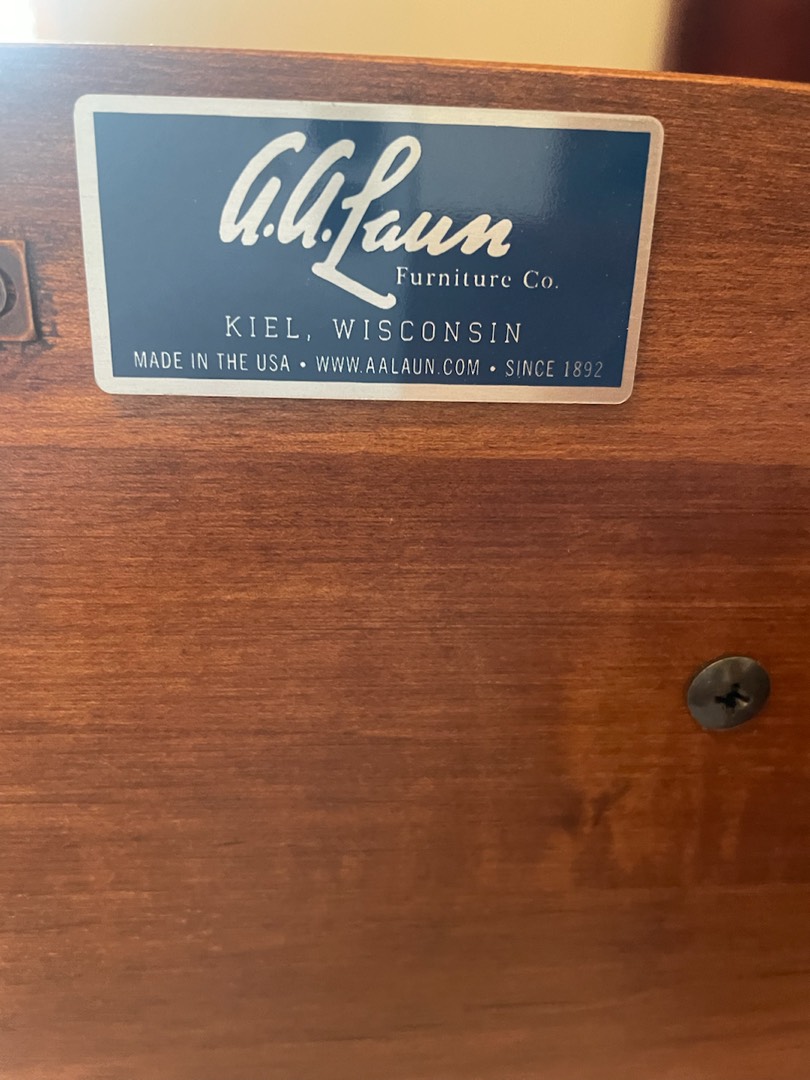 a.a.Laun
Furniture Co.
KIEL, WISCONSIN
MADE IN THE USA • WWW.AALAUN.COM • SINCE 1892